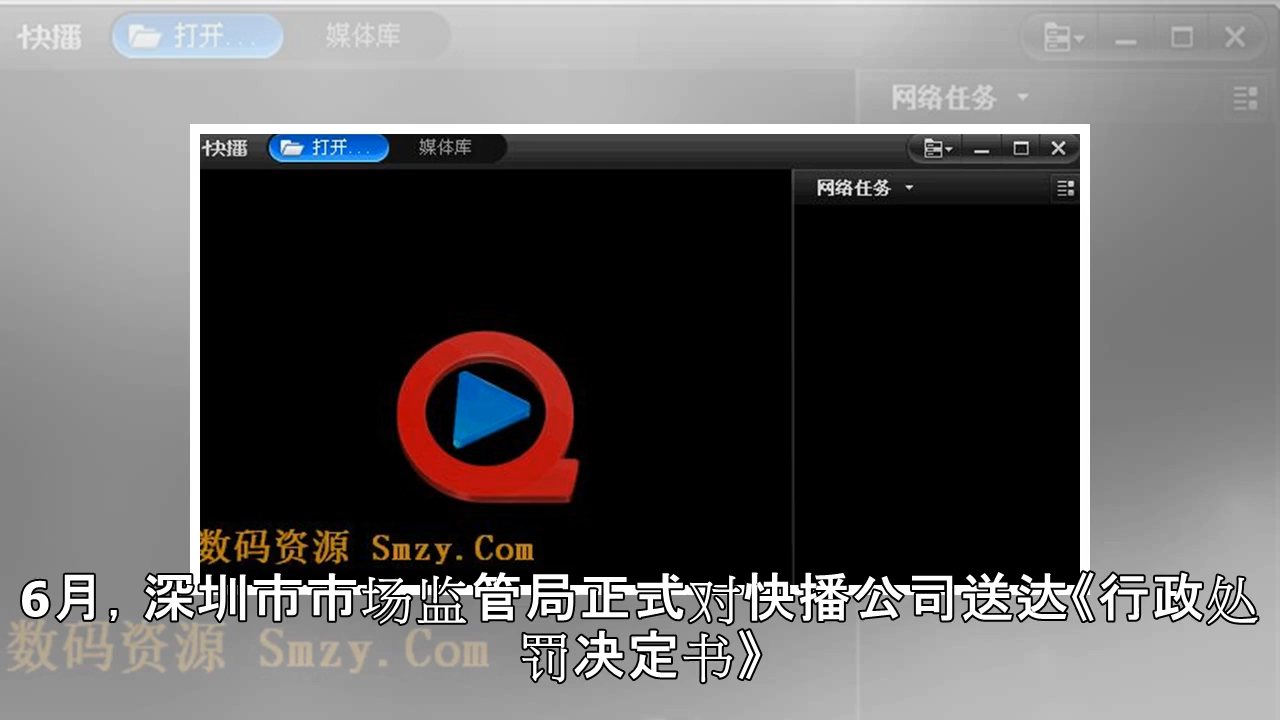 快播 打开... 媒体库
网络任务
快播 打开... 媒体库
网络任务
数码资源 Smzy.Com
6月，深圳市市场监管局正式对快播公司送达《行政处
罚决定书》
数码资源 Smzy.Com